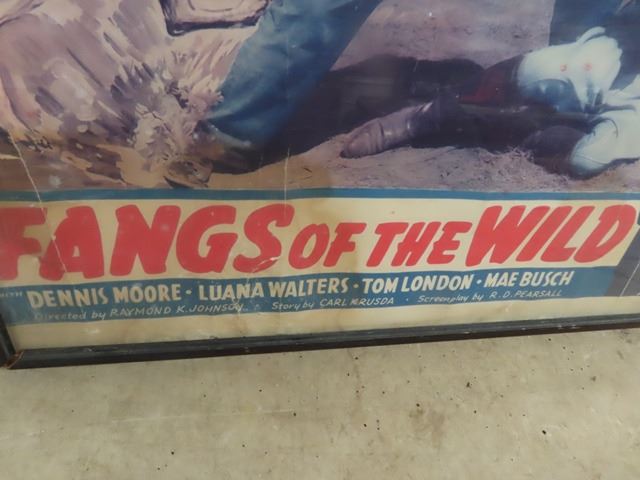 FANGS OF THE WILD
WITH DENNIS MOORE · LUANA WALTERS · TOM LONDON · MAE BUSCH
Directed by RAYMOND K. JOHNSON. Story by CARL KRUSDA · Screenplay by R. D. PEARSALL